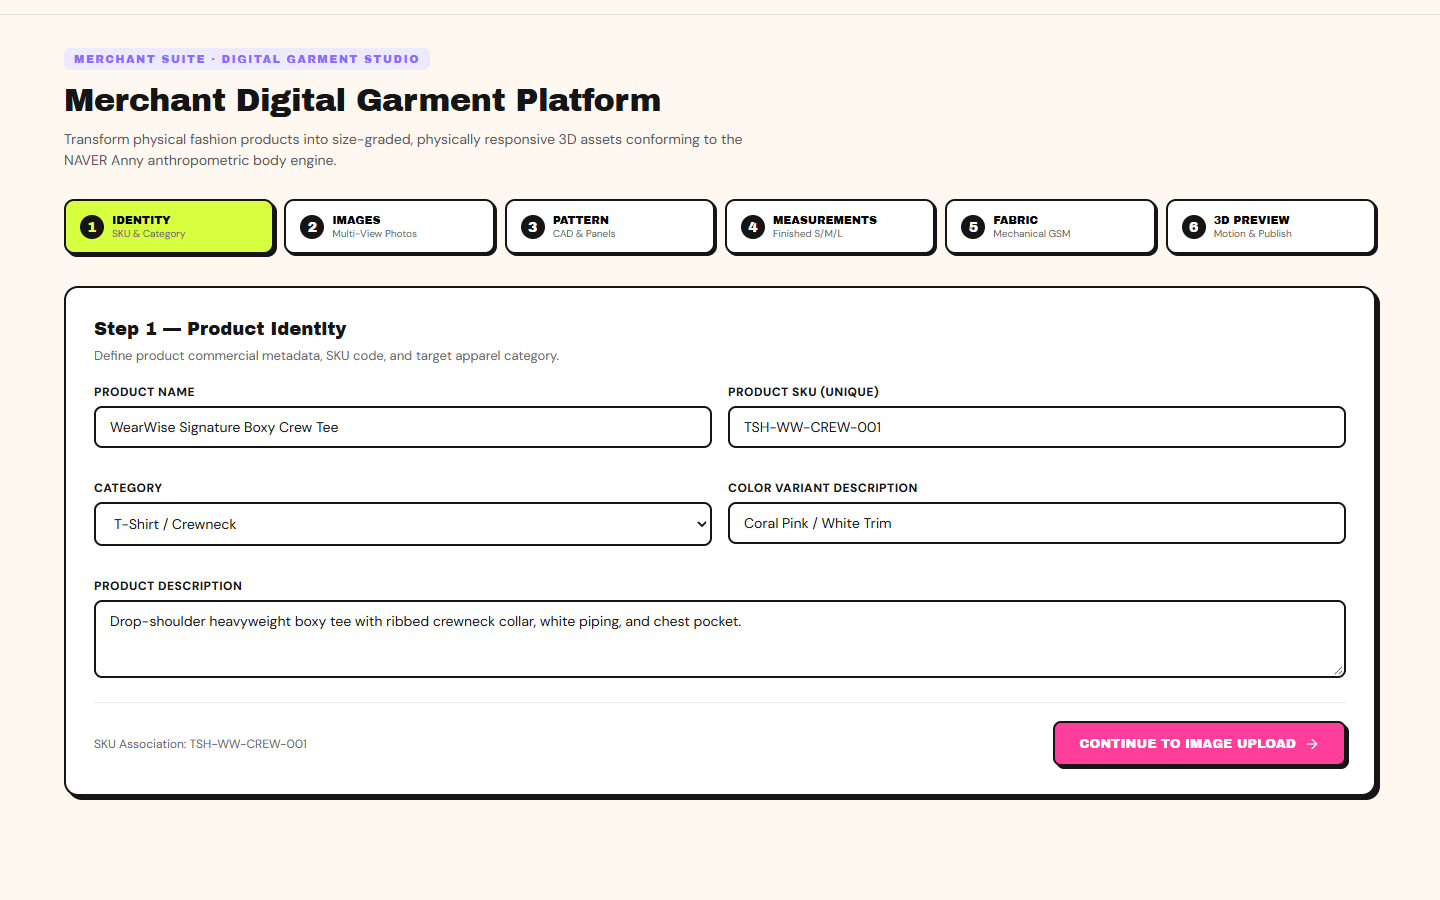 MERCHANT SUITE · DIGITAL GARMENT STUDIO
Merchant Digital Garment Platform
Transform physical fashion products into size-graded, physically responsive 3D assets conforming to the
NAVER Anny anthropometric body engine.
1 IDENTITY
SKU & Category
2 IMAGES
Multi-View Photos
3 PATTERN
CAD & Panels
4 MEASUREMENTS
Finished S/M/L
5 FABRIC
Mechanical GSM
6 3D PREVIEW
Motion & Publish
Step 1 — Product Identity
Define product commercial metadata, SKU code, and target apparel category.
PRODUCT NAME
WearWise Signature Boxy Crew Tee
PRODUCT SKU (UNIQUE)
TSH-WW-CREW-001
CATEGORY
T-Shirt / Crewneck
COLOR VARIANT DESCRIPTION
Coral Pink / White Trim
PRODUCT DESCRIPTION
Drop-shoulder heavyweight boxy tee with ribbed crewneck collar, white piping, and chest pocket.
SKU Association: TSH-WW-CREW-001
CONTINUE TO IMAGE UPLOAD →